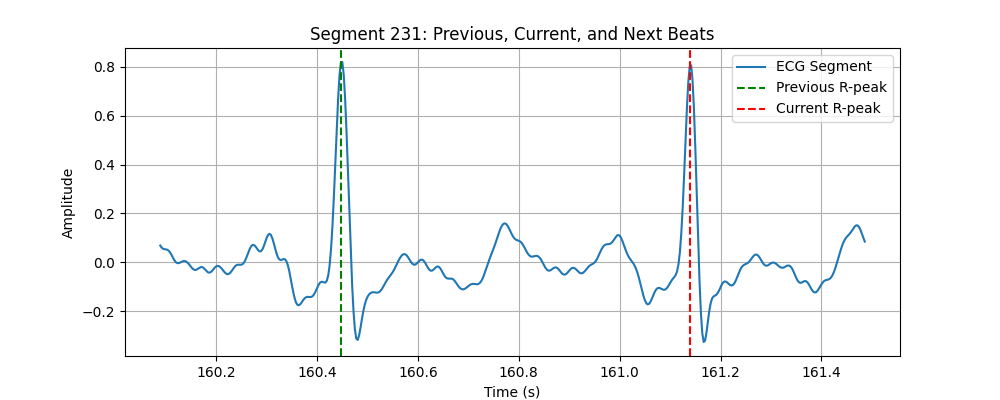 Segment 231: Previous, Current, and Next Beats
ECG Segment
Previous R-peak
Current R-peak
Amplitude
0.8
0.6
0.4
0.2
0.0
−0.2
160.2 160.4 160.6 160.8 161.0 161.2 161.4
Time (s)